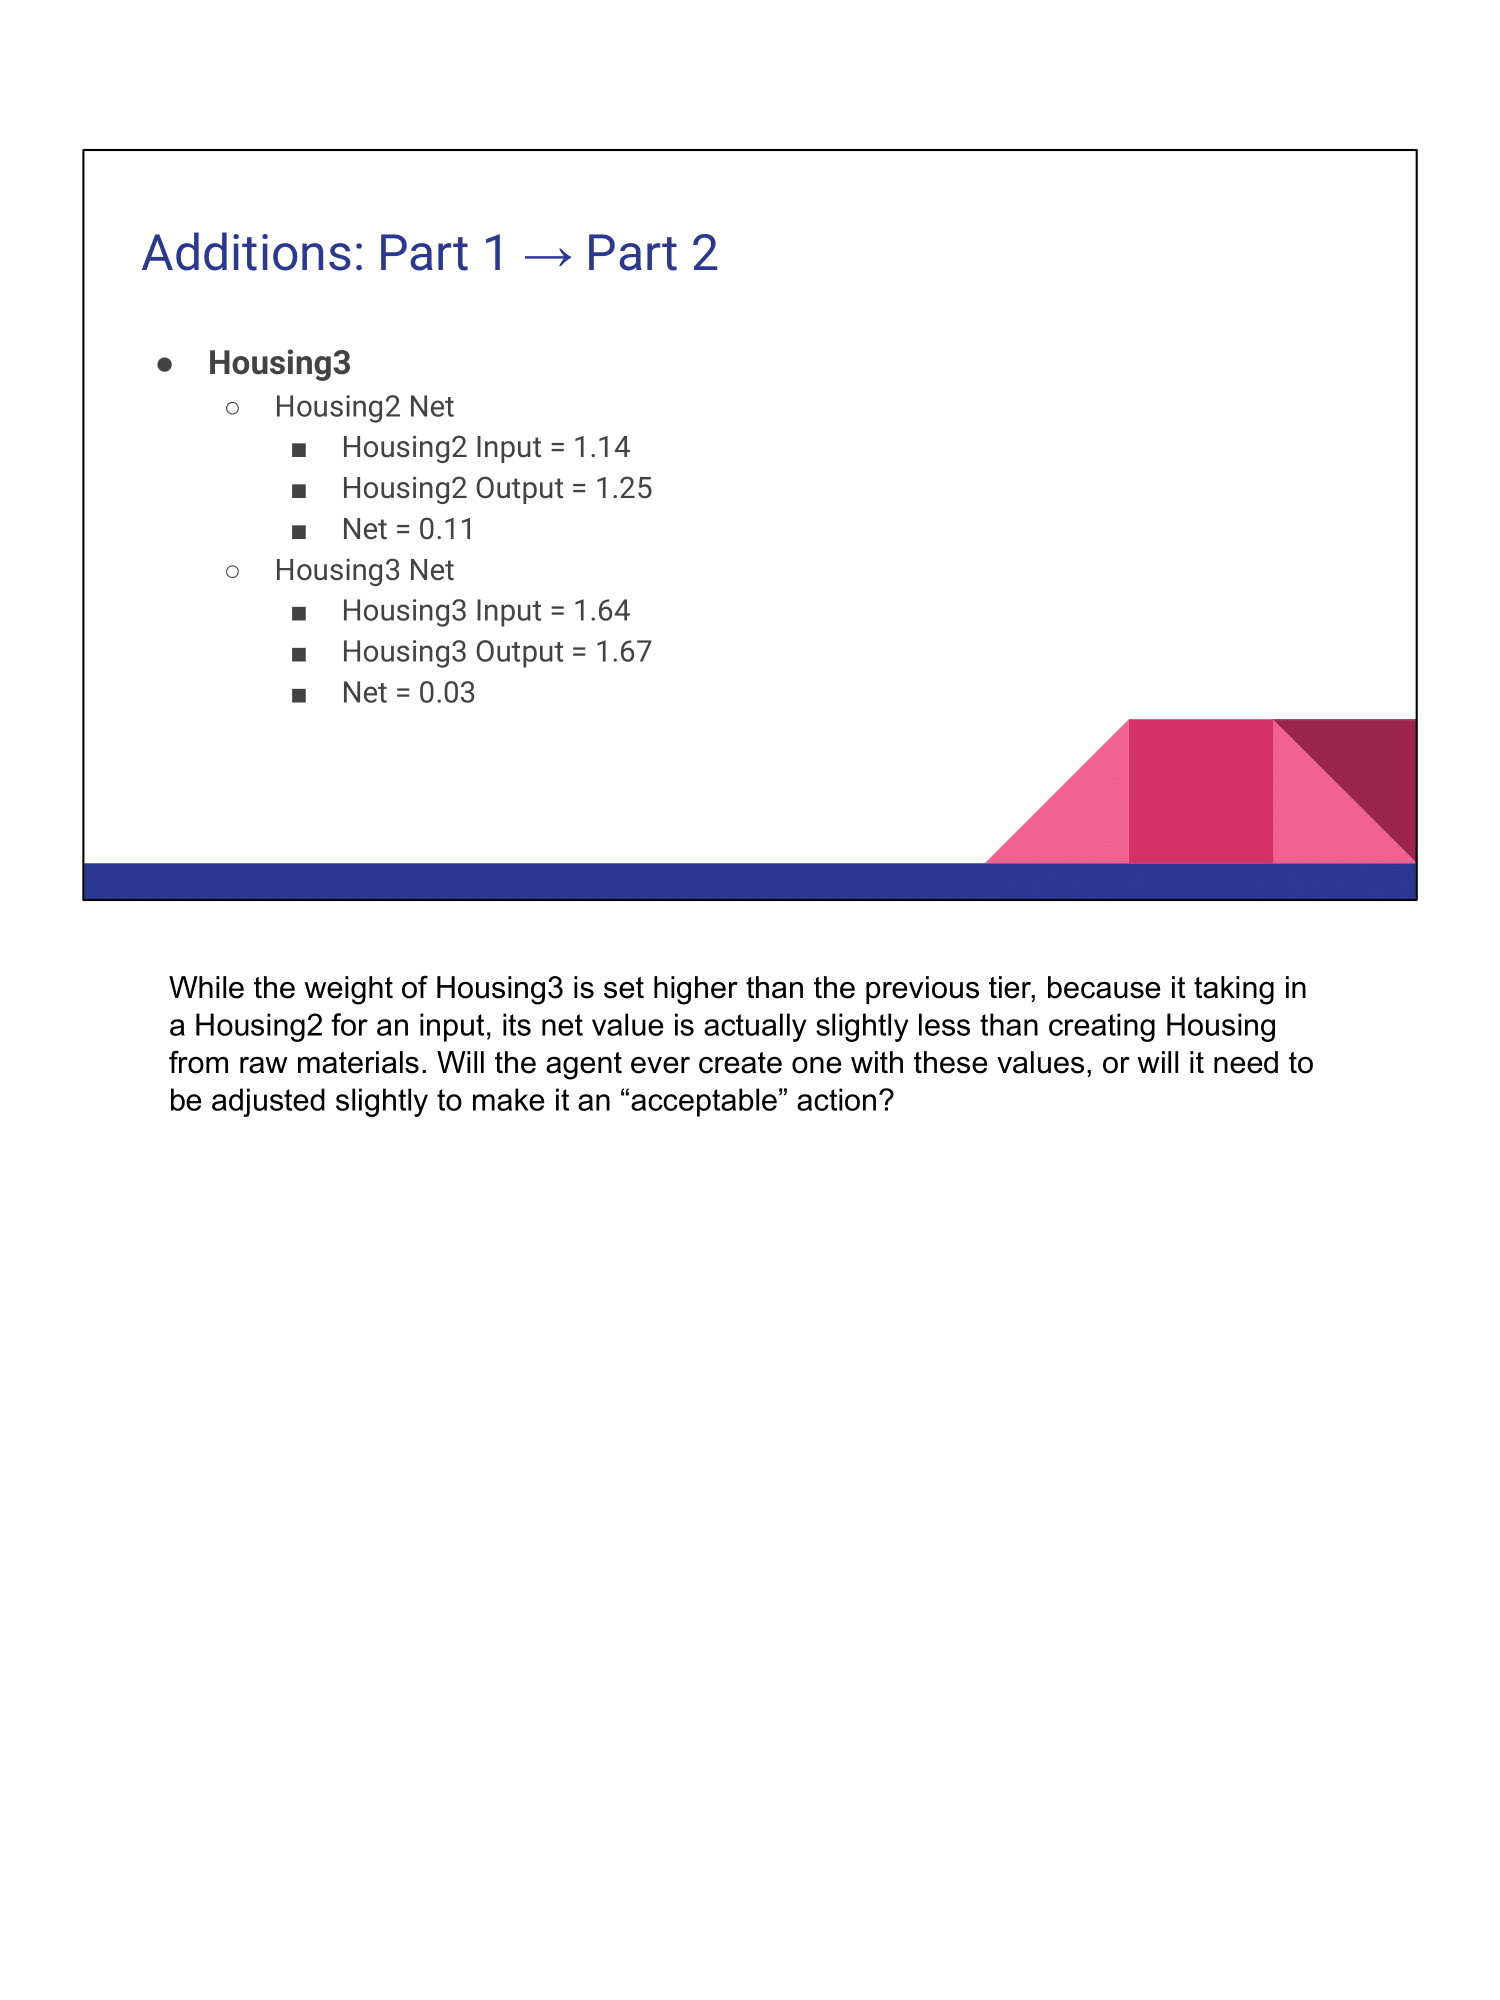 Additions: Part 1 → Part 2
● Housing3
○ Housing2 Net
■ Housing2 Input = 1.14
■ Housing2 Output = 1.25
■ Net = 0.11
○ Housing3 Net
■ Housing3 Input = 1.64
■ Housing3 Output = 1.67
■ Net = 0.03
While the weight of Housing3 is set higher than the previous tier, because it taking in
a Housing2 for an input, its net value is actually slightly less than creating Housing
from raw materials. Will the agent ever create one with these values, or will it need to
be adjusted slightly to make it an “acceptable” action?